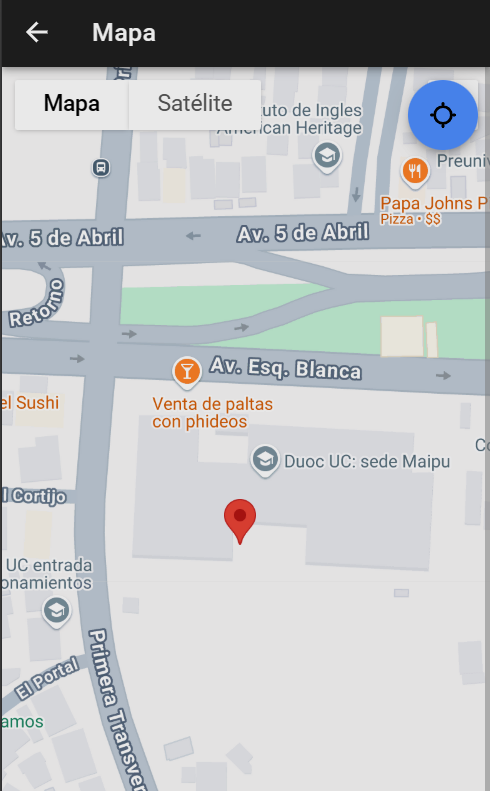 Mapa
Mapa
Satélite
tuto de Ingles
American Heritage
Preuniv
Papa Johns P
Pizza • $$
Av. 5 de Abril
Av. 5 de Abril
Retorno
Av. Esq. Blanca
el Sushi
Venta de paltas
con phideos
Duoc UC: sede Maipu
Co
l Cortijo
UC entrada
onamientos
Primera Transver
El Portal
amos